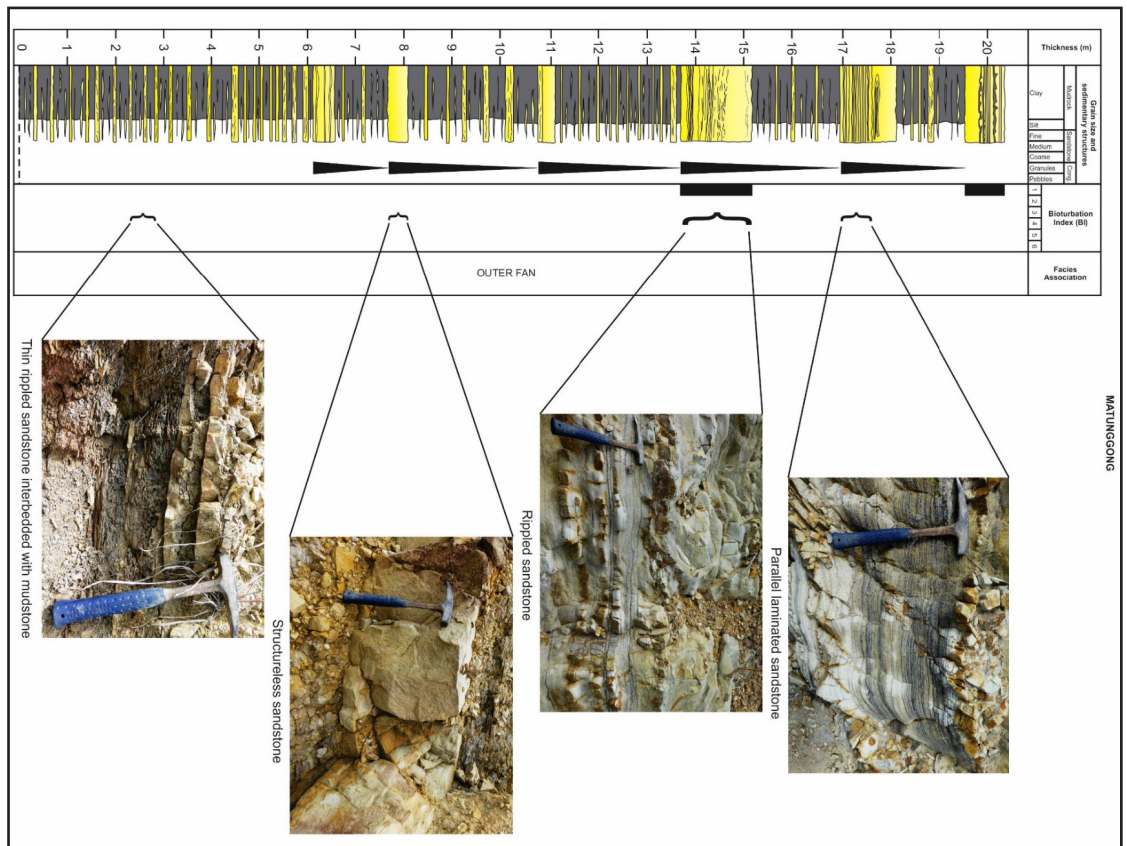 MATUNGGONG
Thickness (m)
0 1 2 3 4 5 6 7 8 9 10 11 12 13 14 15 16 17 18 19 20
Grain size and
sedimentary structures
Mudrock
Sandstone
Cong.
Clay
Silt
Fine
Medium
Coarse
Granules
Pebbles
Bioturbation
Index (BI)
1 2 3 4 5 6
Facies
Association
OUTER FAN
Thin rippled sandstone interbedded with mudstone
Structureless sandstone
Rippled sandstone
Parallel laminated sandstone